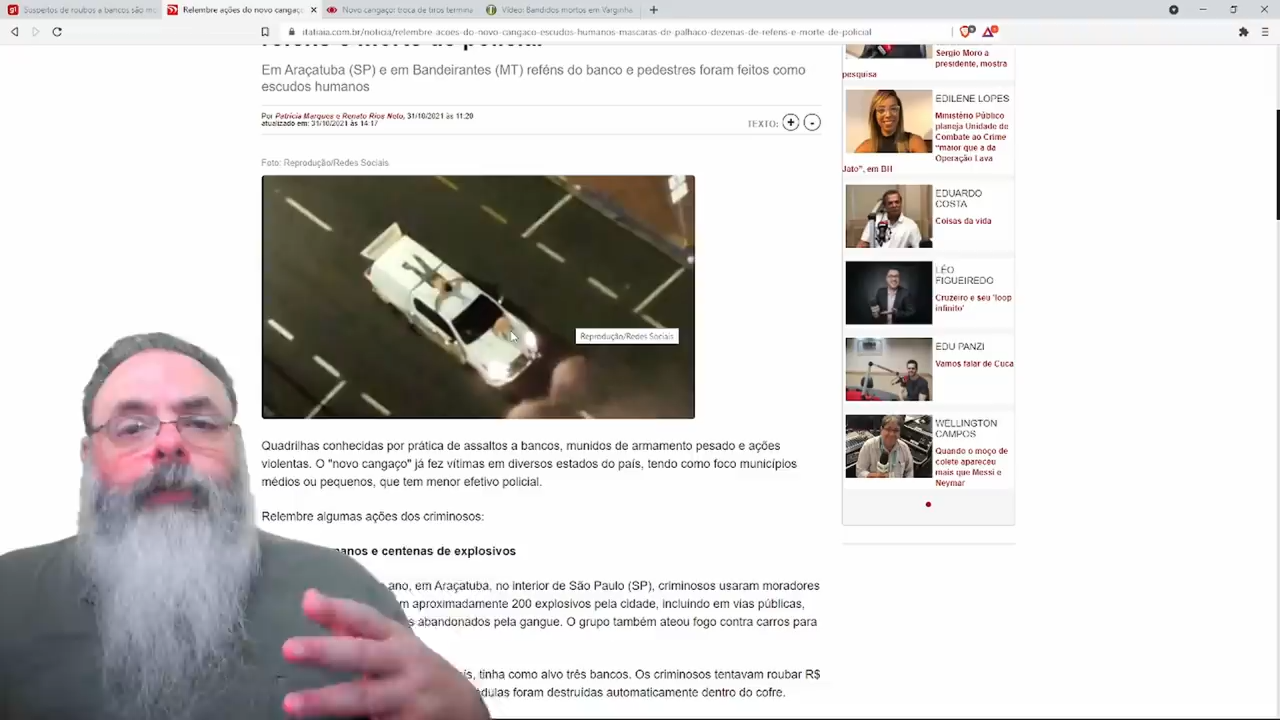 Suspeitos de roubos a bancos são mo
Relembre ações do novo cangaço
Novo cangaço: troca de tiros termina
Vídeo: Bandidos mortos em Varginha
itatiaia.com.br/noticia/relembre-acoes-do-novo-cangaco-escudos-humanos-mascaras-de-palhaco-dezenas-de-refens-e-morte-de-policial
Em Araçatuba (SP) e em Bandeirantes (MT) reféns do banco e pedestres foram feitos como
escudos humanos
Por Patrícia Marques e Renato Rios Neto, 31/10/2021 às 11:20
atualizado em: 31/10/2021 às 14:17
TEXTO: + -
Foto: Reprodução/Redes Sociais
Reprodução/Redes Sociais
Quadrilhas conhecidas por prática de assaltos a bancos, munidos de armamento pesado e ações
violentas. O "novo cangaço" já fez vítimas em diversos estados do país, tendo como foco municípios
médios ou pequenos, que tem menor efetivo policial.
Relembre algumas ações dos criminosos:
e centenas de explosivos
ano, em Araçatuba, no interior de São Paulo (SP), criminosos usaram moradores
aproximadamente 200 explosivos pela cidade, incluindo em vias públicas,
abandonados pela gangue. O grupo também ateou fogo contra carros para
tinha como alvo três bancos. Os criminosos tentavam roubar R$
foram destruídas automaticamente dentro do cofre.
Sergio Moro a
presidente, mostra
pesquisa
EDILENE LOPES
Ministério Público
planeja Unidade de
Combate ao Crime
"maior que a da
Operação Lava
Jato", em BH
EDUARDO
COSTA
Coisas da vida
LÉO
FIGUEIREDO
Cruzeiro e seu 'loop
infinito'
EDU PANZI
Vamos falar de Cuca
WELLINGTON
CAMPOS
Quando o moço de
colete apareceu
mais que Messi e
Neymar